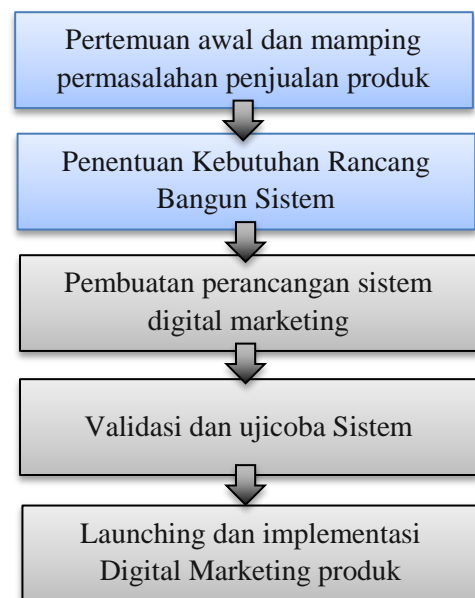 Pertemuan awal dan mamping
permasalahan penjualan produk
Penentuan Kebutuhan Rancang
Bangun Sistem
Pembuatan perancangan sistem
digital marketing
Validasi dan ujicoba Sistem
Launching dan implementasi
Digital Marketing produk